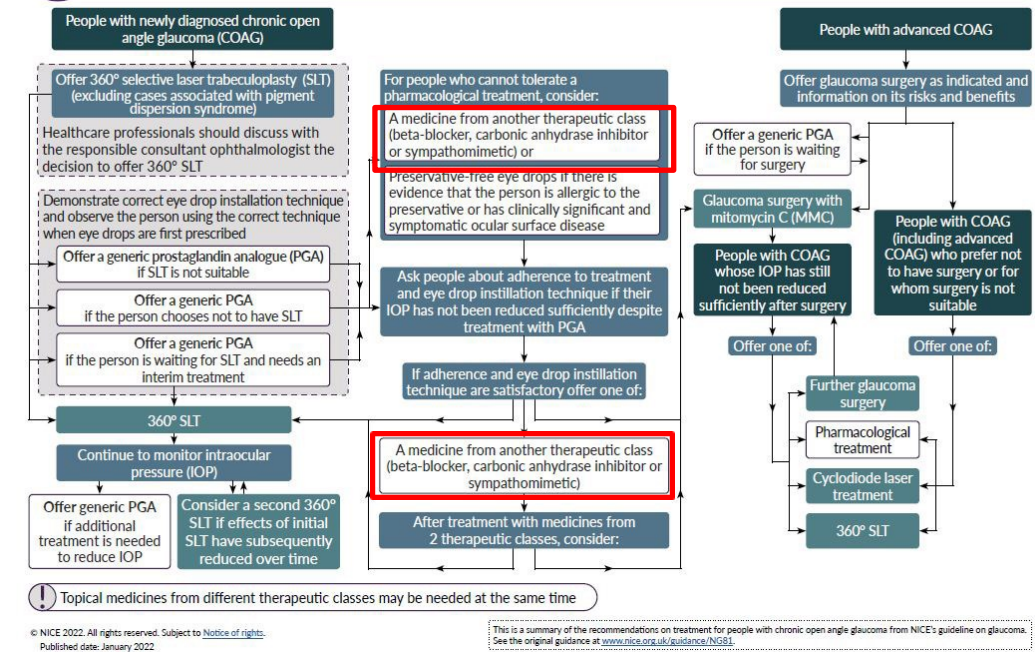 People with newly diagnosed chronic open
angle glaucoma (COAG)
Offer 360° selective laser trabeculoplasty (SLT)
(excluding cases associated with pigment
dispersion syndrome)
Healthcare professionals should discuss with
the responsible consultant ophthalmologist the
decision to offer 360° SLT
Demonstrate correct eye drop installation technique
and observe the person using the correct technique
when eye drops are first prescribed
Offer a generic prostaglandin analogue (PGA)
if SLT is not suitable
Offer a generic PGA
if the person chooses not to have SLT
Offer a generic PGA
if the person is waiting for SLT and needs an
interim treatment
360° SLT
Continue to monitor intraocular
pressure (IOP)
Offer generic PGA
if additional
treatment is needed
to reduce IOP
Consider a second 360°
SLT if effects of initial
SLT have subsequently
reduced over time
For people who cannot tolerate a
pharmacological treatment, consider:
A medicine from another therapeutic class
(beta-blocker, carbonic anhydrase inhibitor
or sympathomimetic) or
Preservative-free eye drops if there is
evidence that the person is allergic to the
preservative or has clinically significant and
symptomatic ocular surface disease
Ask people about adherence to treatment
and eye drop instillation technique if their
IOP has not been reduced sufficiently despite
treatment with PGA
If adherence and eye drop instillation
technique are satisfactory offer one of:
A medicine from another therapeutic class
(beta-blocker, carbonic anhydrase inhibitor or
sympathomimetic)
After treatment with medicines from
2 therapeutic classes, consider:
People with advanced COAG
Offer glaucoma surgery as indicated and
information on its risks and benefits
Offer a generic PGA
if the person is waiting
for surgery
Glaucoma surgery with
mitomycin C (MMC)
People with COAG
whose IOP has still
not been reduced
sufficiently after surgery
People with COAG
(including advanced
COAG) who prefer not
to have surgery or for
whom surgery is not
suitable
Offer one of:
Offer one of:
Further glaucoma
surgery
Pharmacological
treatment
Cyclodiode laser
treatment
360° SLT
! Topical medicines from different therapeutic classes may be needed at the same time
© NICE 2022. All rights reserved. Subject to Notice of rights.
Published date: January 2022
This is a summary of the recommendations on treatment for people with chronic open angle glaucoma from NICE's guideline on glaucoma.
See the original guidance at www.nice.org.uk/guidance/NG81.